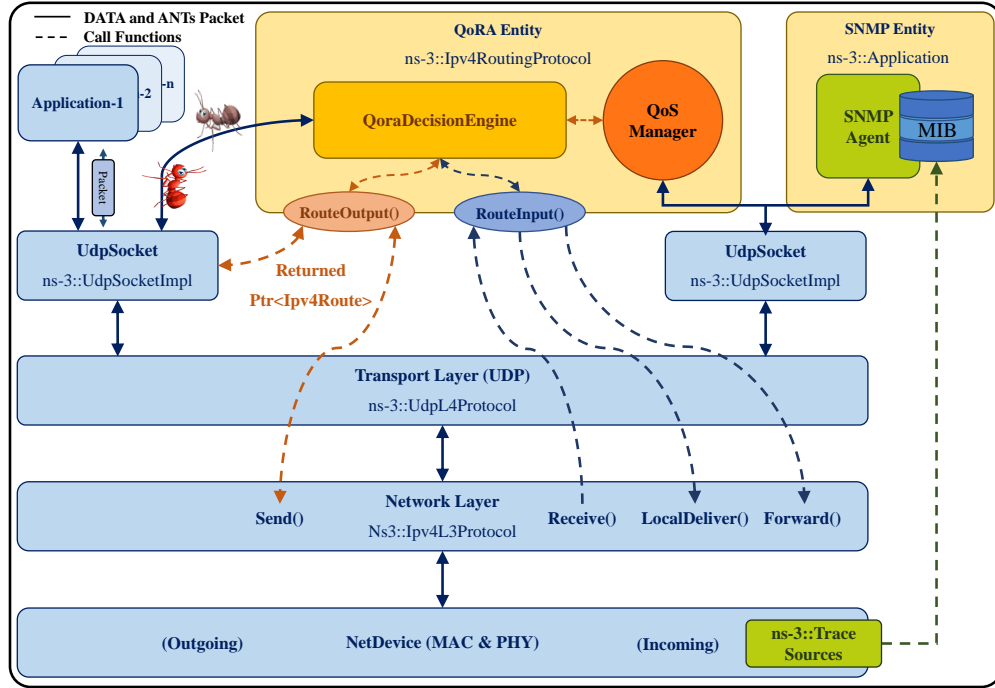 DATA and ANTs Packet
Call Functions
QoRA Entity
ns-3::Ipv4RoutingProtocol
SNMP Entity
ns-3::Application
Application-1
-2
-n
QoraDecisionEngine
QoS
Manager
SNMP
Agent
MIB
Packet
RouteOutput()
RouteInput()
UdpSocket
ns-3::UdpSocketImpl
Returned
Ptr<Ipv4Route>
UdpSocket
ns-3::UdpSocketImpl
Transport Layer (UDP)
ns-3::UdpL4Protocol
Network Layer
Ns3::Ipv4L3Protocol
Send()
Receive()
LocalDeliver()
Forward()
(Outgoing)
NetDevice (MAC & PHY)
(Incoming)
ns-3::Trace
Sources